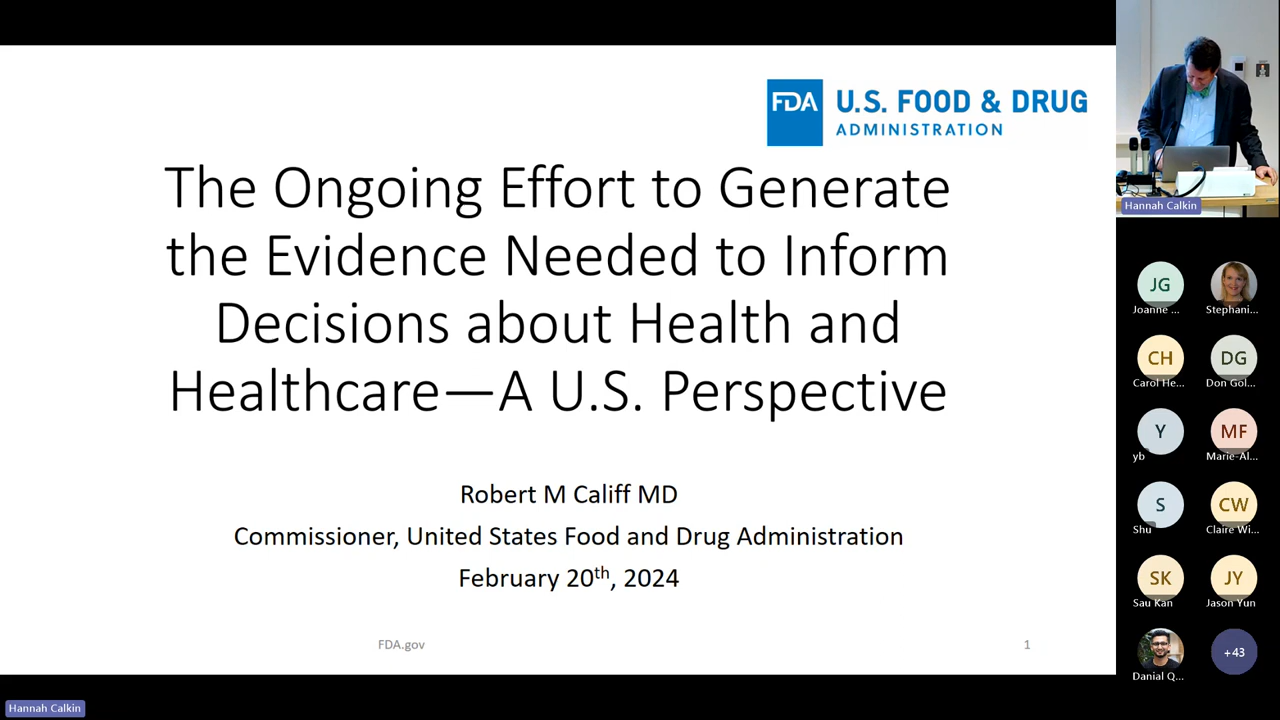 FDA U.S. FOOD & DRUG
ADMINISTRATION
The Ongoing Effort to Generate
the Evidence Needed to Inform
Decisions about Health and
Healthcare—A U.S. Perspective
Robert M Califf MD
Commissioner, United States Food and Drug Administration
February 20th, 2024
FDA.gov
1
Hannah Calkin
Hannah Calkin
JG
Joanne ...
Stephani...
CH
Carol He...
DG
Don Gol...
Y
yb
MF
Marie-Al...
S
Shu
CW
Claire Wi...
SK
Sau Kan
JY
Jason Yun
Danial Q...
+43